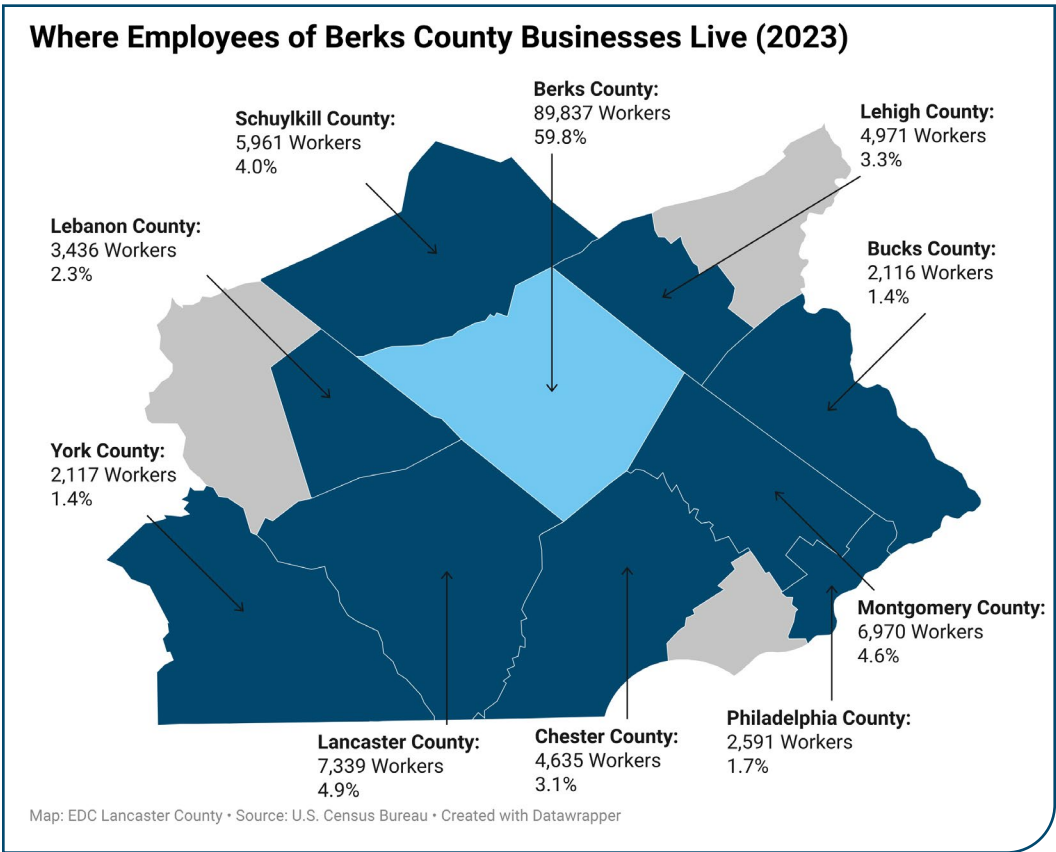 Where Employees of Berks County Businesses Live (2023)
Berks County:
89,837 Workers
59.8%
Schuylkill County:
5,961 Workers
4.0%
Lehigh County:
4,971 Workers
3.3%
Lebanon County:
3,436 Workers
2.3%
Bucks County:
2,116 Workers
1.4%
York County:
2,117 Workers
1.4%
Montgomery County:
6,970 Workers
4.6%
Philadelphia County:
2,591 Workers
1.7%
Lancaster County:
7,339 Workers
4.9%
Chester County:
4,635 Workers
3.1%
Map: EDC Lancaster County • Source: U.S. Census Bureau • Created with Datawrapper